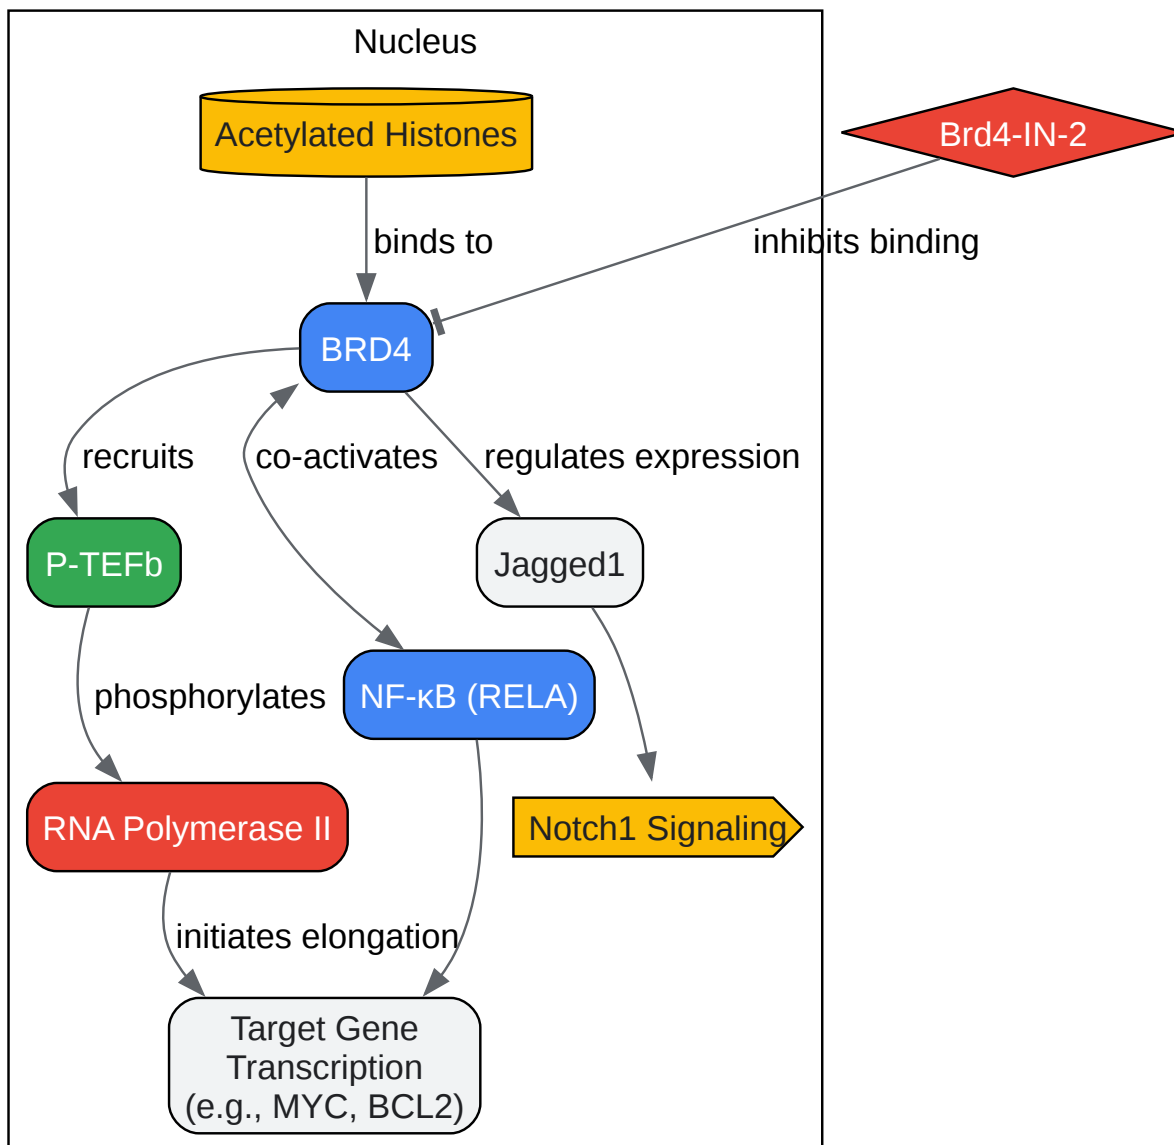 Nucleus
Acetylated Histones
Brd4-IN-2
binds to
inhibits binding
BRD4
recruits
co-activates
regulates expression
P-TEFb
Jagged1
phosphorylates
NF-κB (RELA)
RNA Polymerase II
Notch1 Signaling
initiates elongation
Target Gene
Transcription
(e.g., MYC, BCL2)